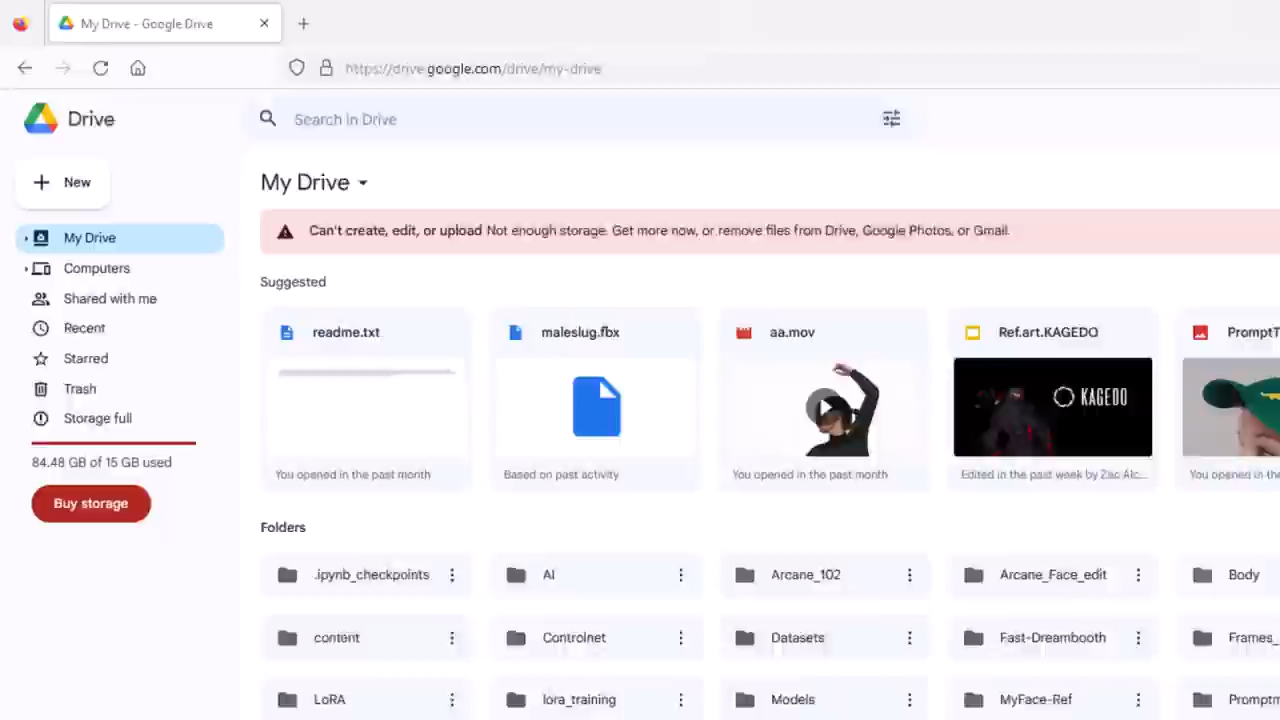 My Drive - Google Drive
https://drive.google.com/drive/my-drive
Drive
Search in Drive
New
My Drive
My Drive
Can't create, edit, or upload Not enough storage. Get more now, or remove files from Drive, Google Photos, or Gmail.
Computers
Shared with me
Recent
Starred
Trash
Storage full
84.48 GB of 15 GB used
Buy storage
Suggested
readme.txt
You opened in the past month
maleslug.fbx
Based on past activity
aa.mov
You opened in the past month
Ref.art.KAGEDO
KAGEDO
Edited in the past week by Zac Alc...
PromptT
You opened in the
Folders
.ipynb_checkpoints
AI
Arcane_102
Arcane_Face_edit
Body
content
Controlnet
Datasets
Fast-Dreambooth
Frames_
LoRA
lora_training
Models
MyFace-Ref
Promptm